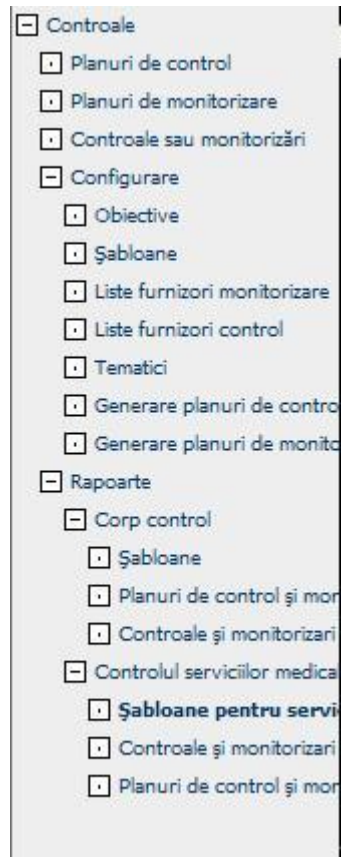 Controale
Planuri de control
Planuri de monitorizare
Controale sau monitorizări
Configurare
Obiective
Şabloane
Liste furnizori monitorizare
Liste furnizori control
Tematici
Generare planuri de contro
Generare planuri de monito
Rapoarte
Corp control
Şabloane
Planuri de control şi mor
Controale şi monitorizari
Controlul serviciilor medica
Şabloane pentru servi
Controale şi monitorizari
Planuri de control şi mor